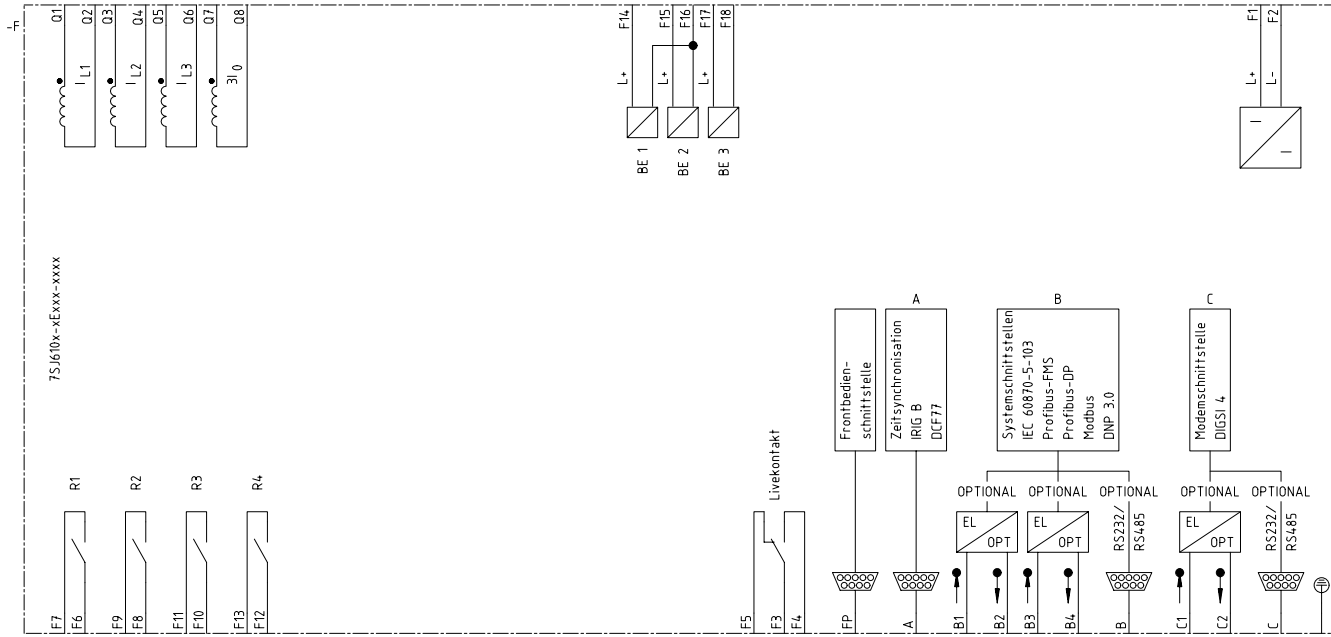 -F
Q1
Q2
Q3
Q4
Q5
Q6
Q7
Q8
I L1
I L2
I L3
3I 0
F14
F15
F16
F17
F18
L+
L+
L+
BE 1
BE 2
BE 3
F1
F2
L+
L-
7SJ610x-xExxx-xxxx
R1
R2
R3
R4
F7
F6
F9
F8
F11
F10
F13
F12
Livekontakt
F5
F3
F4
Frontbedien-
schnittstelle
FP
A
Zeitsynchronisation
IRIG B
DCF77
A
B
Systemschnittstellen
IEC 60870-5-103
Profibus-FMS
Profibus-DP
Modbus
DNP 3.0
OPTIONAL
OPTIONAL
OPTIONAL
EL
OPT
EL
OPT
RS232/
RS485
B1
B2
B3
B4
B
C
Modemschnittstelle
DIGSI 4
OPTIONAL
OPTIONAL
EL
OPT
RS232/
RS485
C1
C2
C